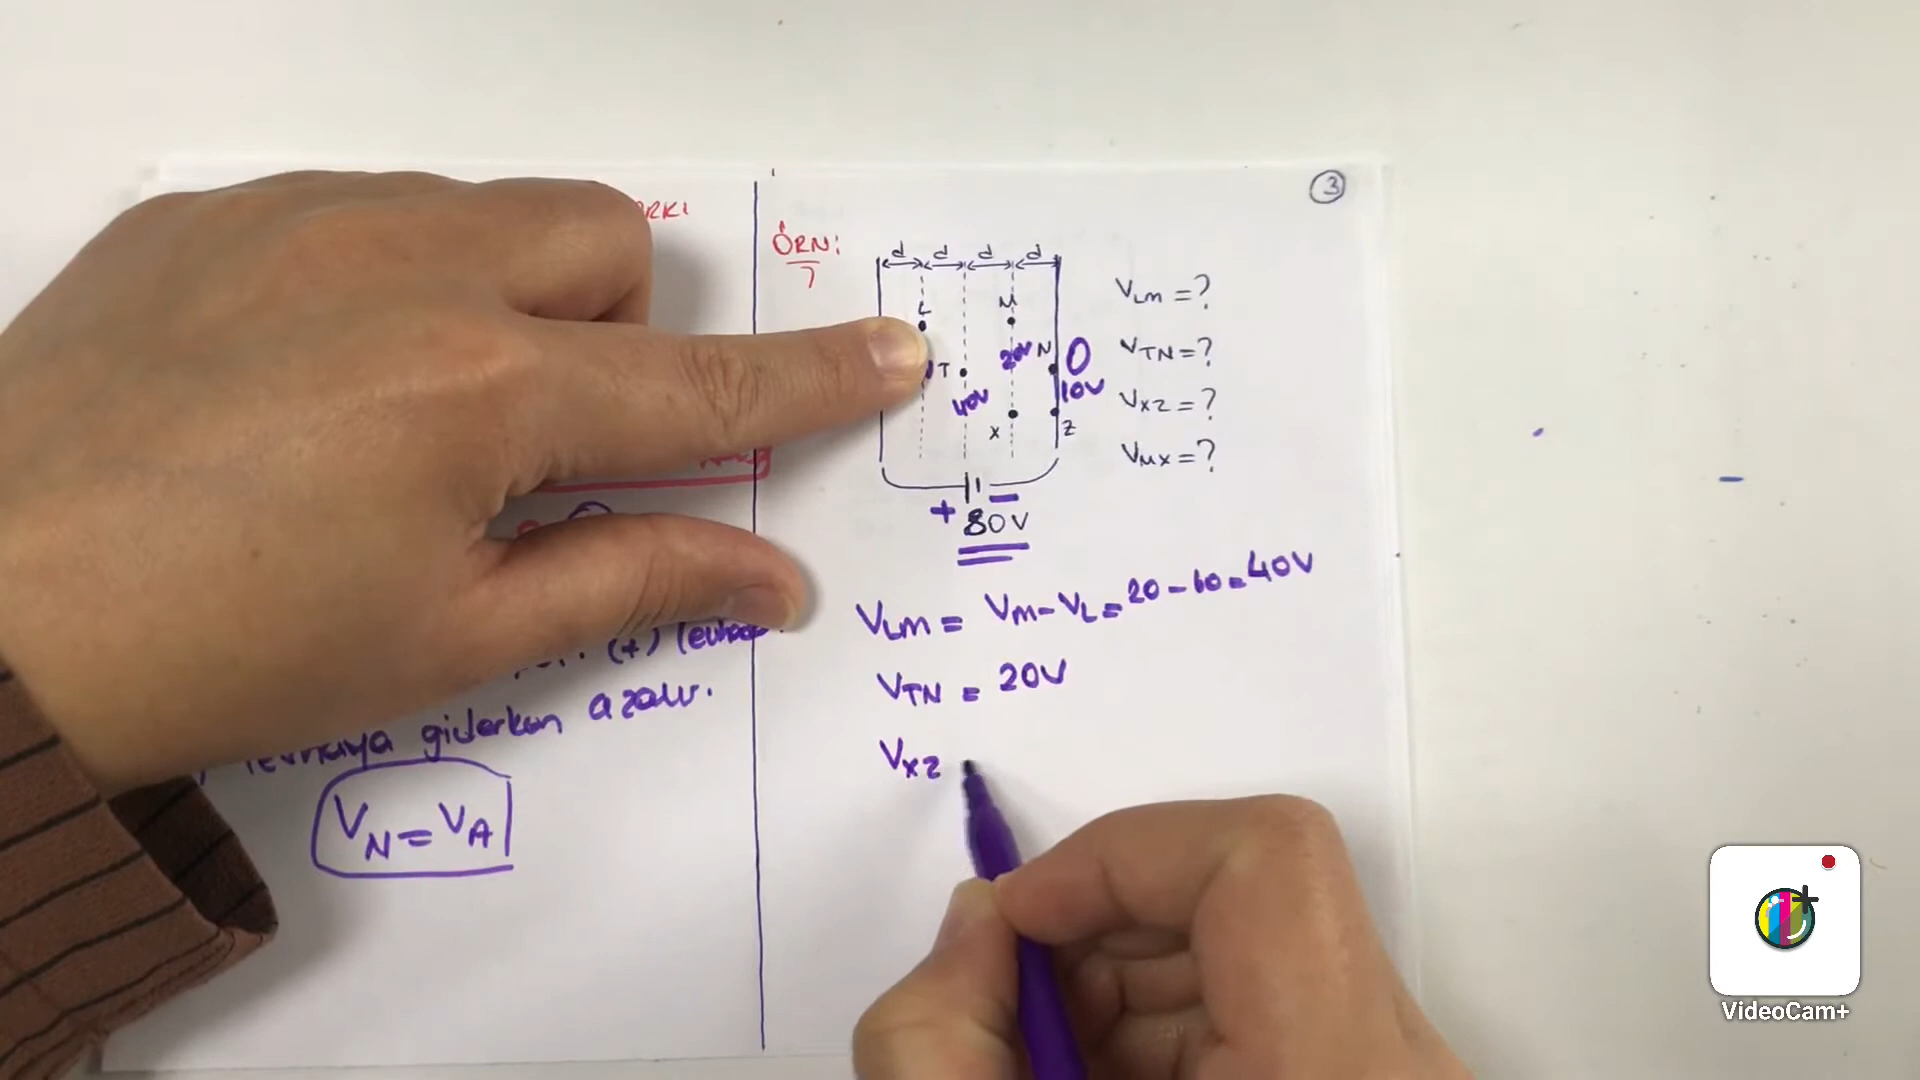 3
ÖRN:
7
d d d d
L
M
VLM = ?
20V N 0
VTN = ?
T
40V
10V
VXZ = ?
X
Z
VMX = ?
+ 80V
VLM = VM - VL = 20 - 60 = 40V
(+)
VTN = 20V
giderken azalır.
VXZ
VN = VA
VideoCam+